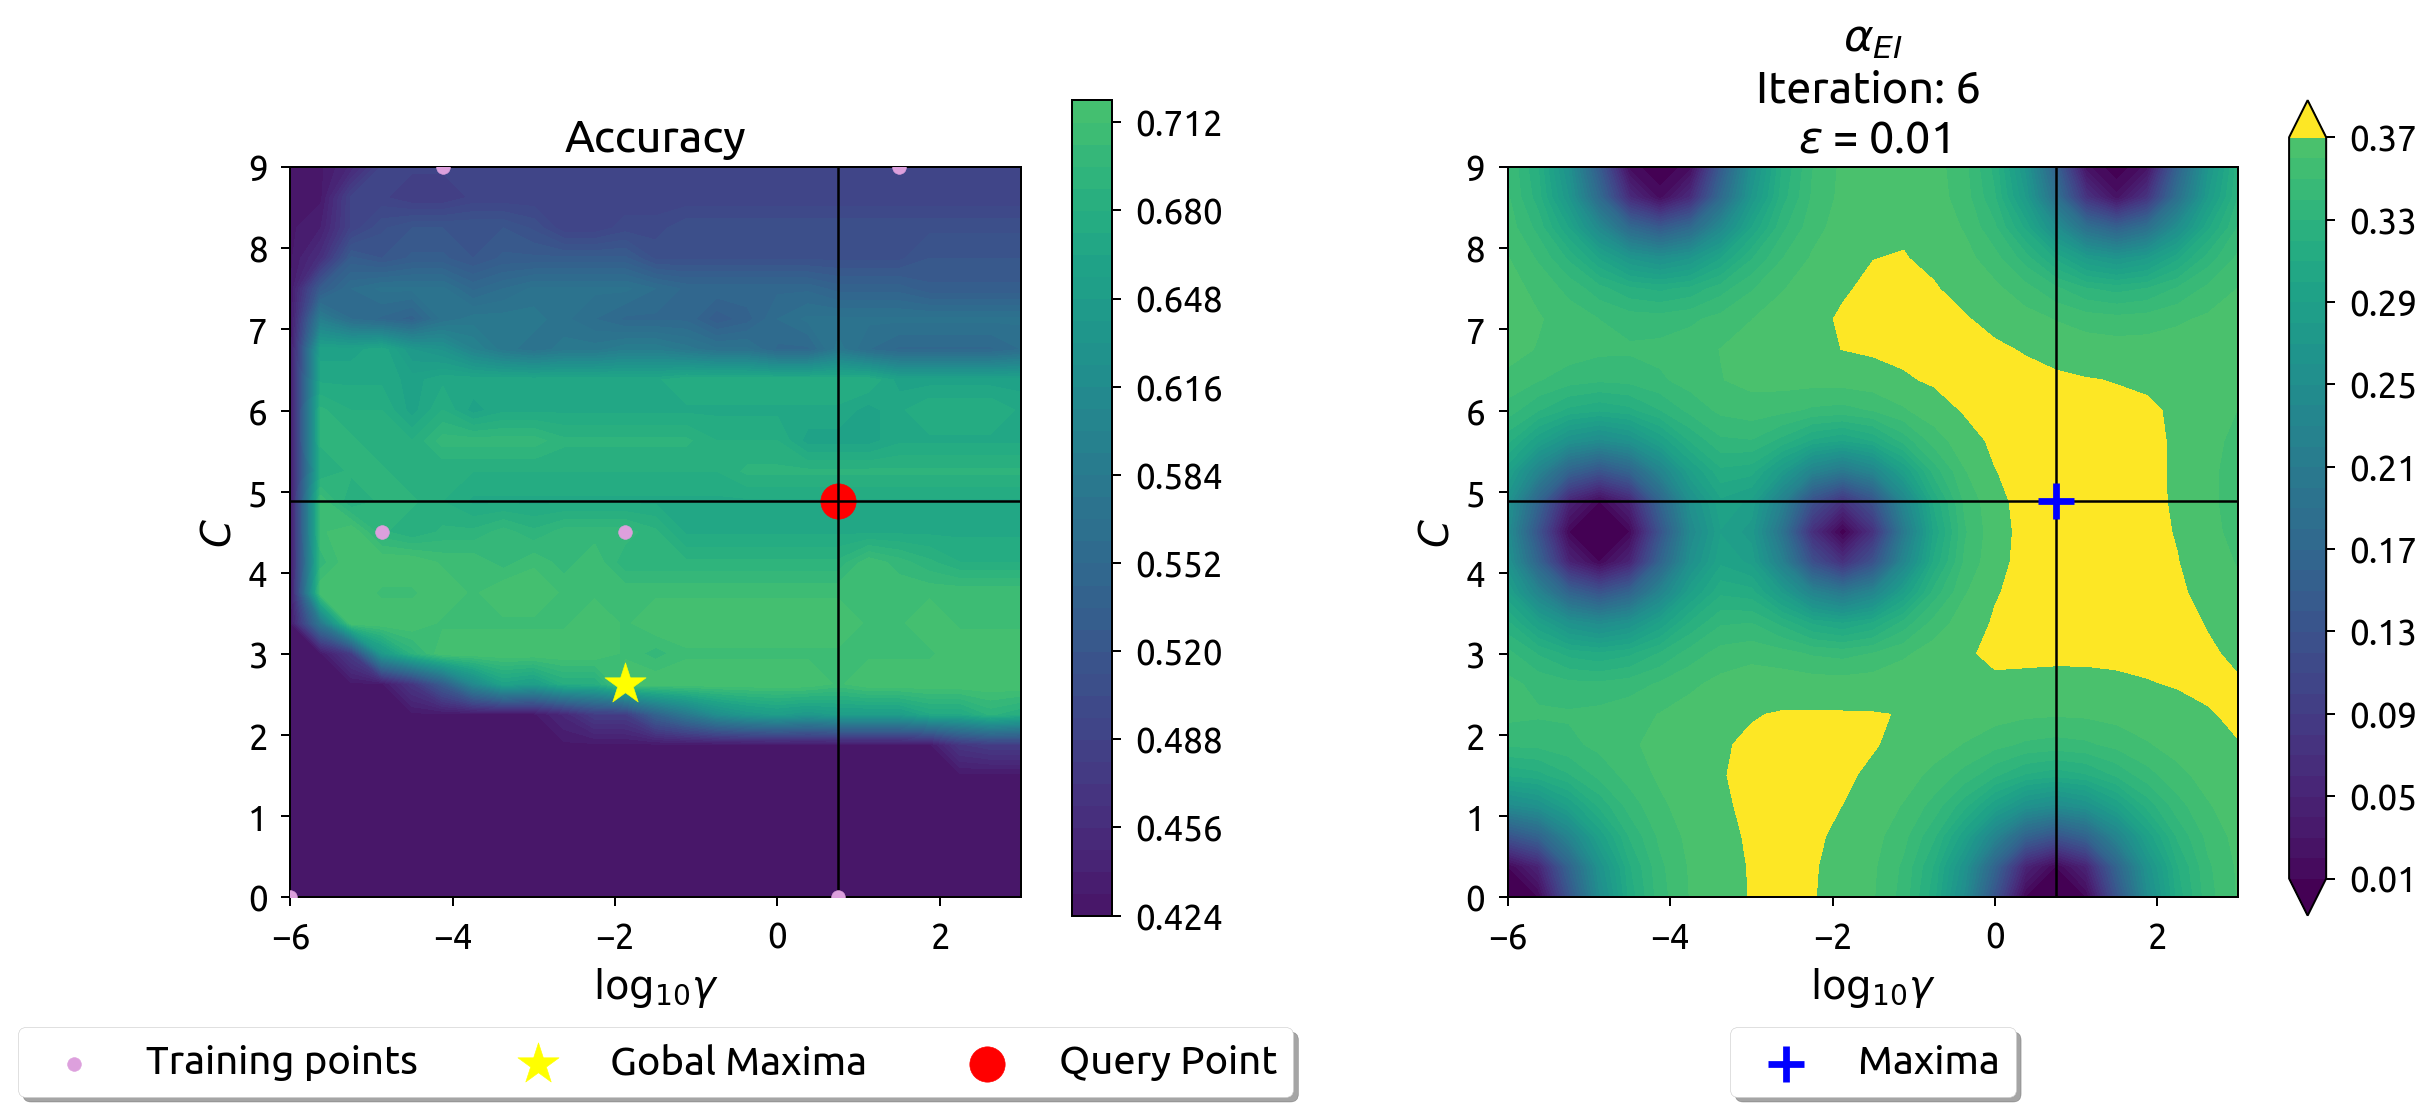 Accuracy
9
8
7
6
5
4
3
2
1
0
C
−6 −4 −2 0 2
log₁₀γ
0.712
0.680
0.648
0.616
0.584
0.552
0.520
0.488
0.456
0.424
Training points
Gobal Maxima
Query Point
α_EI
Iteration: 6
ε = 0.01
9
8
7
6
5
4
3
2
1
0
C
−6 −4 −2 0 2
log₁₀γ
0.37
0.33
0.29
0.25
0.21
0.17
0.13
0.09
0.05
0.01
Maxima